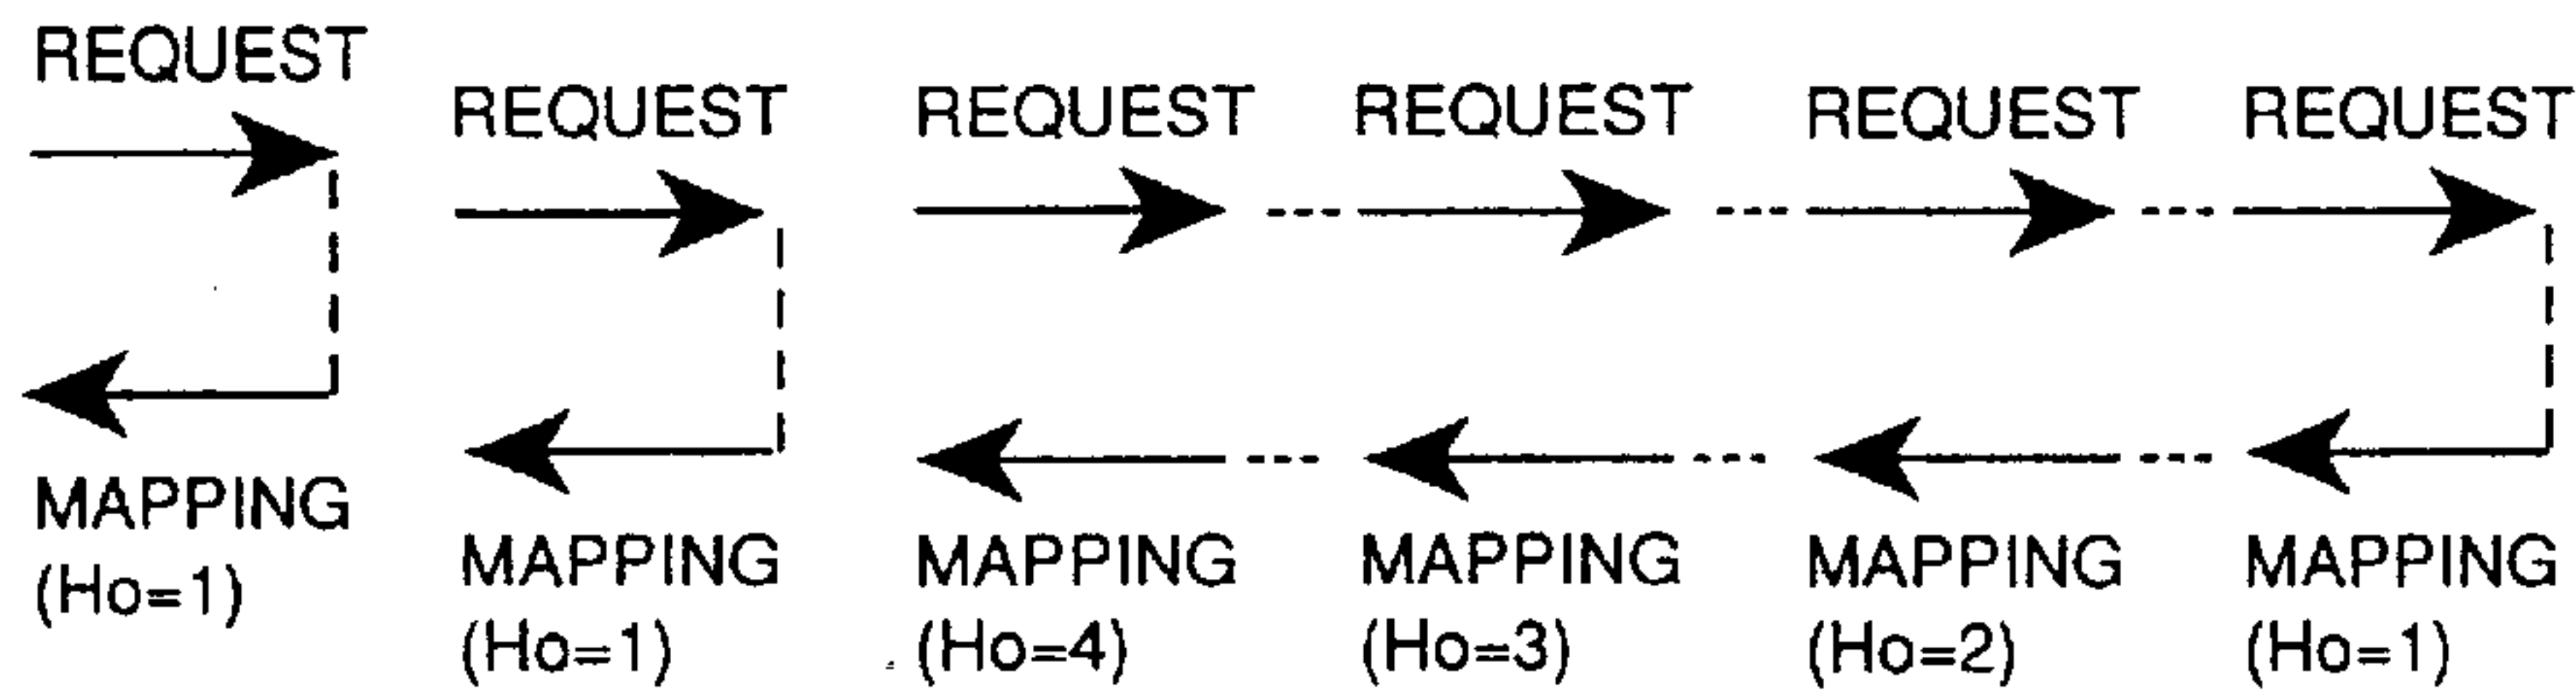 REQUEST
REQUEST
REQUEST
REQUEST
REQUEST
REQUEST
MAPPING
(Ho=1)
MAPPING
(Ho=1)
MAPPING
(Ho=4)
MAPPING
(Ho=3)
MAPPING
(Ho=2)
MAPPING
(Ho=1)